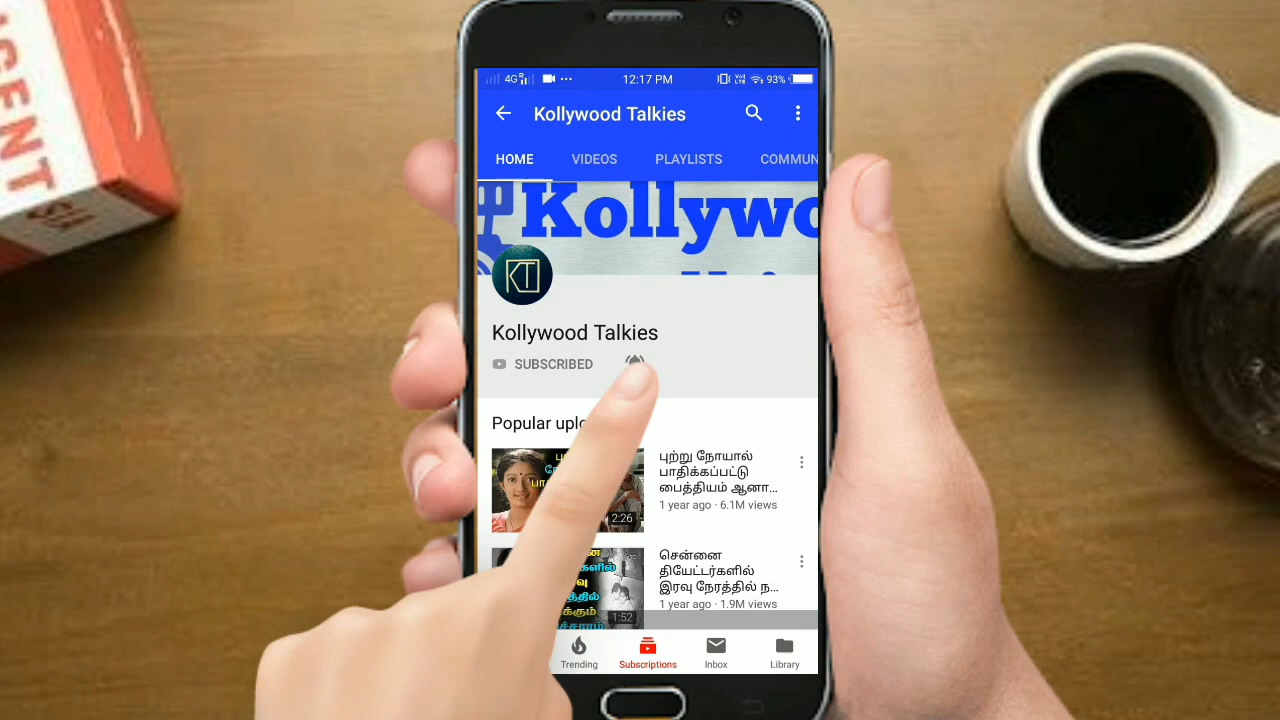 4G R
12:17 PM
93%
Kollywood Talkies
HOME
VIDEOS
PLAYLISTS
COMMUN
Kollywo
KT
Kollywood Talkies
SUBSCRIBED
Popular uplo
புற்று நோயால்
பாதிக்கப்பட்டு
பைத்தியம் ஆனா...
1 year ago · 6.1M views
2:26
சென்னை
தியேட்டர்களில்
இரவு நேரத்தில் ந...
1 year ago · 1.9M views
1:52
Trending
Subscriptions
Inbox
Library